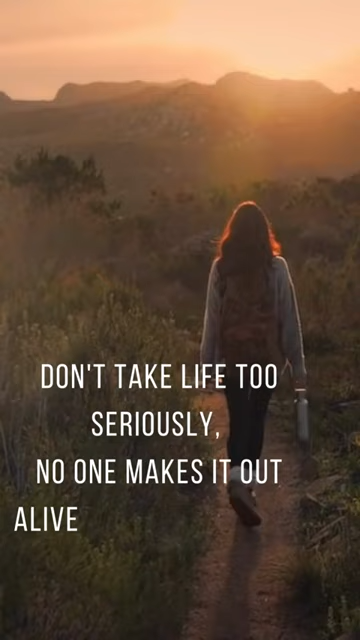 DON'T TAKE LIFE TOO
SERIOUSLY,
NO ONE MAKES IT OUT
ALIVE